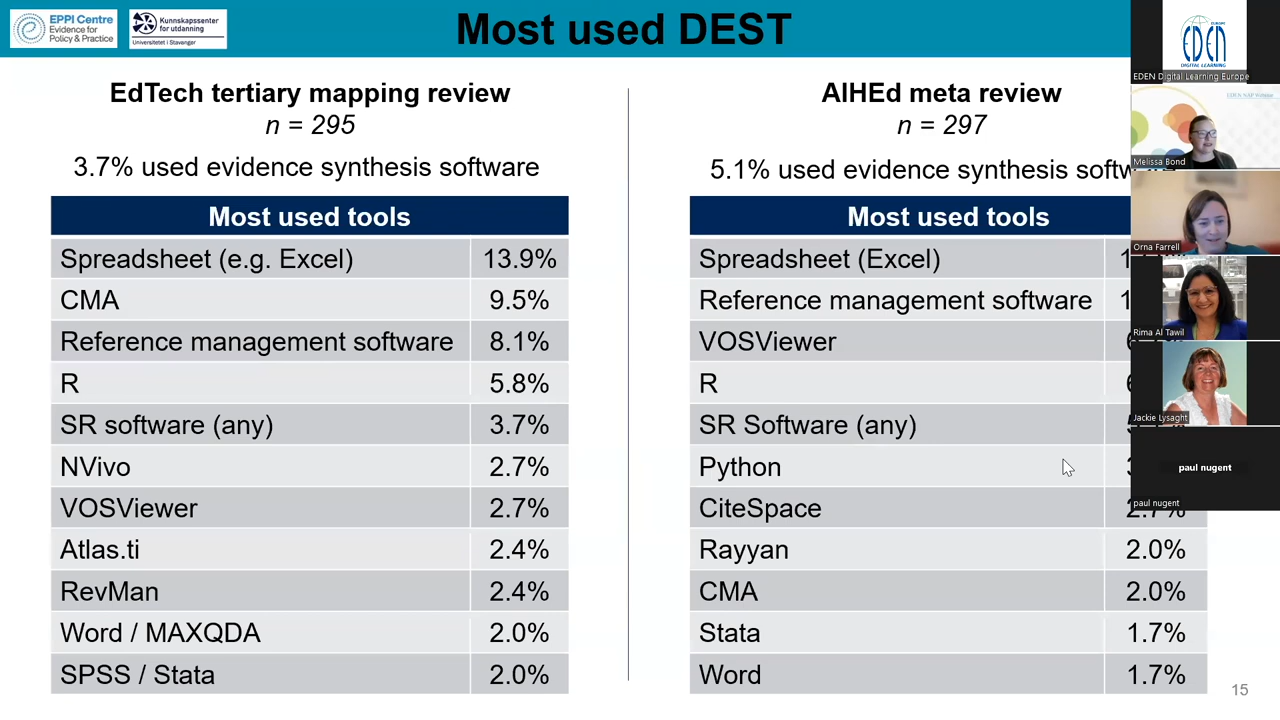 EPPI Centre
Evidence for
Policy & Practice
Kunnskapssenter
for utdanning
Universitetet i Stavanger
Most used DEST
EdTech tertiary mapping review
n = 295
3.7% used evidence synthesis software
Most used tools
Spreadsheet (e.g. Excel) 13.9%
CMA 9.5%
Reference management software 8.1%
R 5.8%
SR software (any) 3.7%
NVivo 2.7%
VOSViewer 2.7%
Atlas.ti 2.4%
RevMan 2.4%
Word / MAXQDA 2.0%
SPSS / Stata 2.0%
AIHEd meta review
n = 297
5.1% used evidence synthesis
Most used tools
Spreadsheet (Excel)
Reference management software
VOSViewer
R
SR Software (any)
Python
CiteSpace 2.7%
Rayyan 2.0%
CMA 2.0%
Stata 1.7%
Word 1.7%
15
EUROPE
EDEN
DIGITAL LEARNING
EDEN Digital Learning Europe
EDEN NAP Webinar
Melissa Bond
Orna Farrell
Rima Al Tawil
Jackie Lysaght
paul nugent
paul nugent